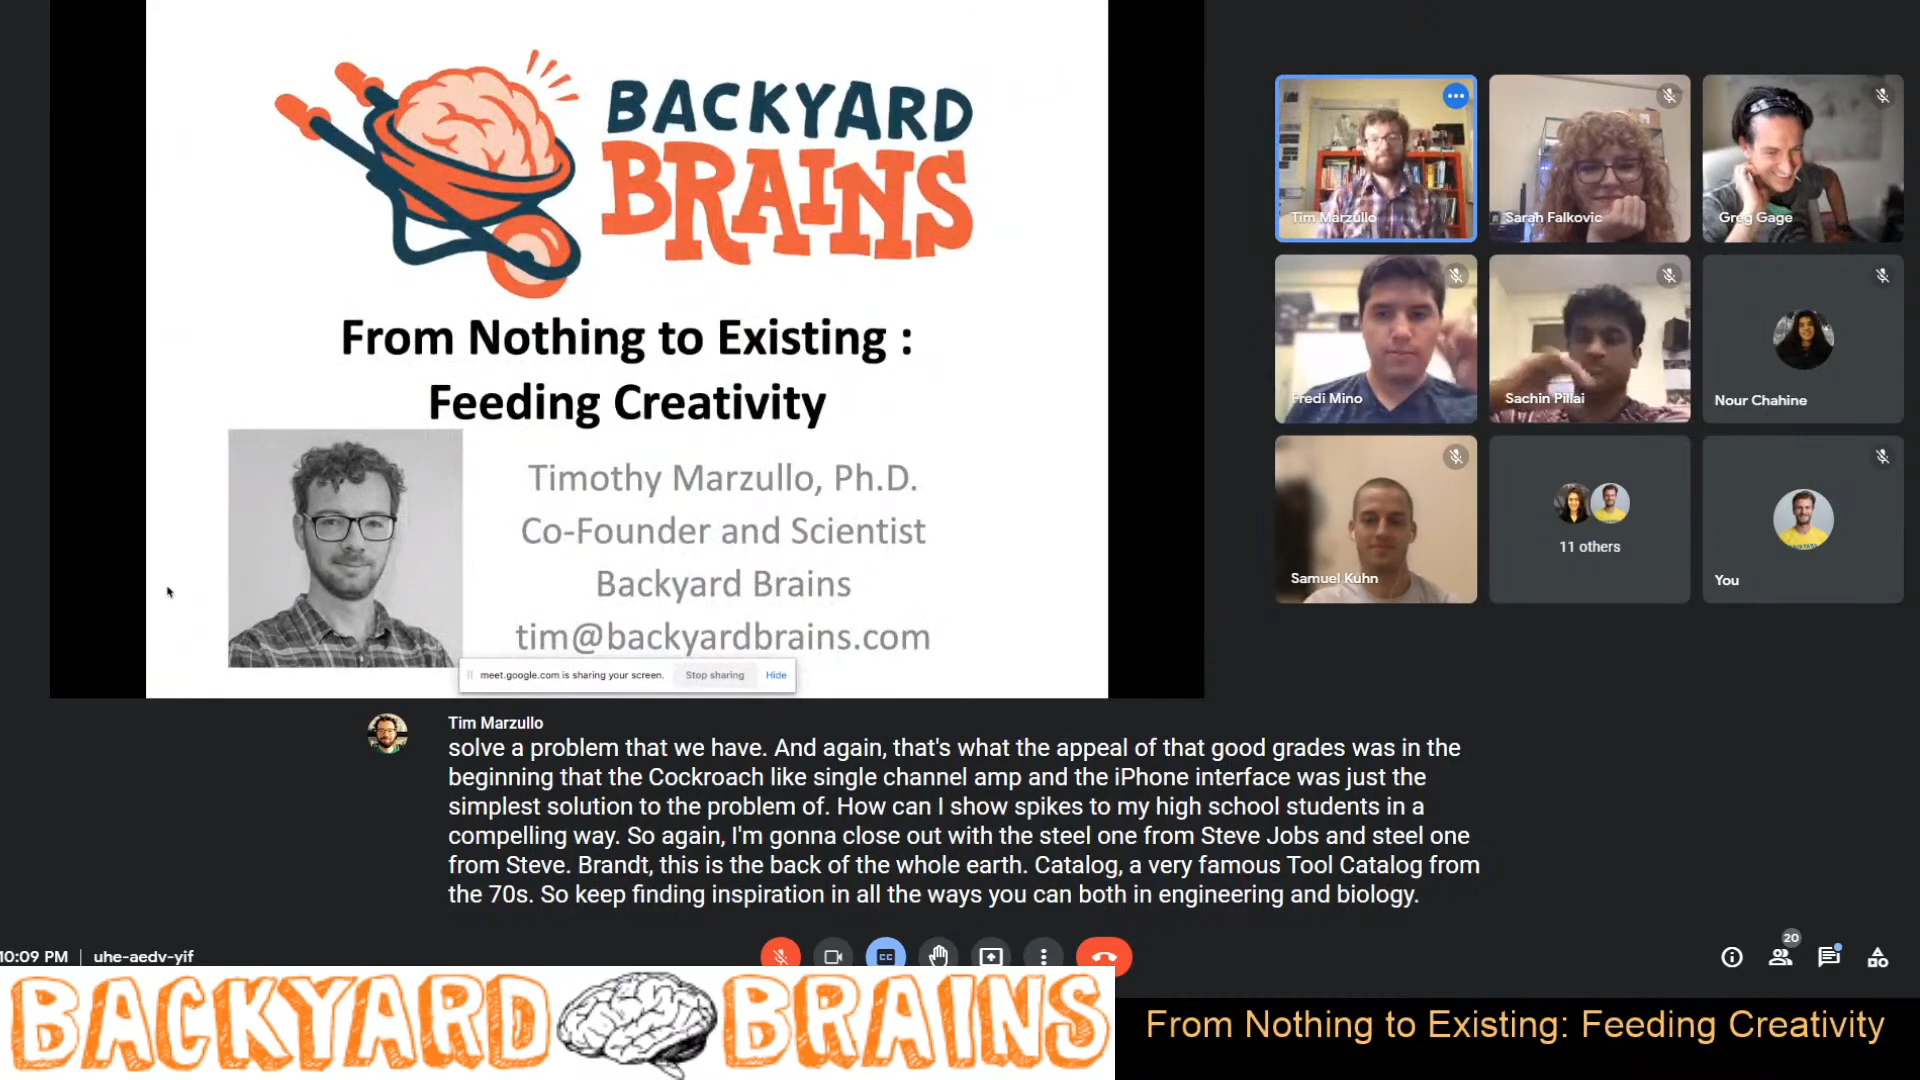 BACKYARD
BRAINS
From Nothing to Existing :
Feeding Creativity
Timothy Marzullo, Ph.D.
Co-Founder and Scientist
Backyard Brains
tim@backyardbrains.com
meet.google.com is sharing your screen.
Stop sharing
Hide
Tim Marzullo
Sarah Falkovic
Greg Gage
Fredi Mino
Sachin Pillai
Nour Chahine
Samuel Kuhn
11 others
You
Tim Marzullo
solve a problem that we have. And again, that's what the appeal of that good grades was in the
beginning that the Cockroach like single channel amp and the iPhone interface was just the
simplest solution to the problem of. How can I show spikes to my high school students in a
compelling way. So again, I'm gonna close out with the steel one from Steve Jobs and steel one
from Steve. Brandt, this is the back of the whole earth. Catalog, a very famous Tool Catalog from
the 70s. So keep finding inspiration in all the ways you can both in engineering and biology.
10:09 PM | uhe-aedv-yif
CC
20
BACKYARD BRAINS
From Nothing to Existing: Feeding Creativity